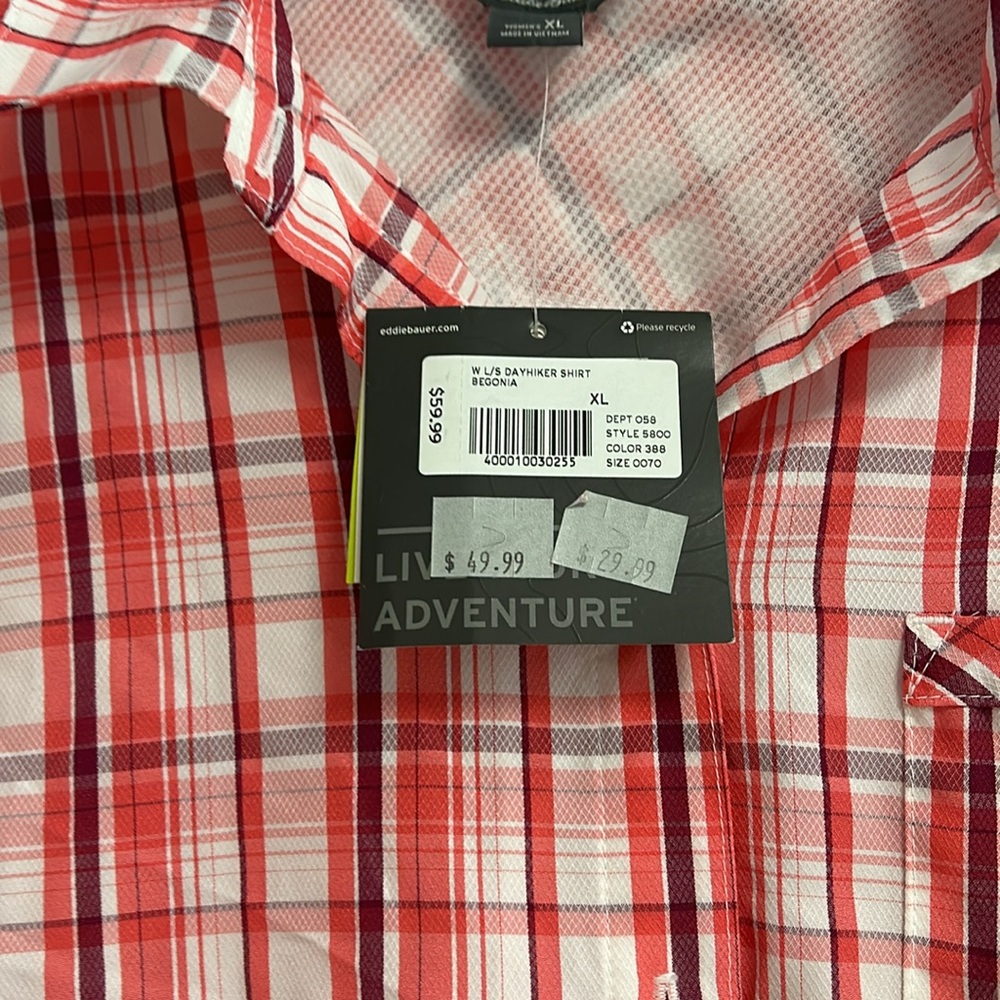 WOMEN'S XL
MADE IN VIETNAM
eddiebauer.com
Please recycle
W L/S DAYHIKER SHIRT
BEGONIA
XL
$59.99
DEPT 058
STYLE 5800
COLOR 388
SIZE 0070
400010030255
$ 49.99
$ 29.99
ADVENTURE